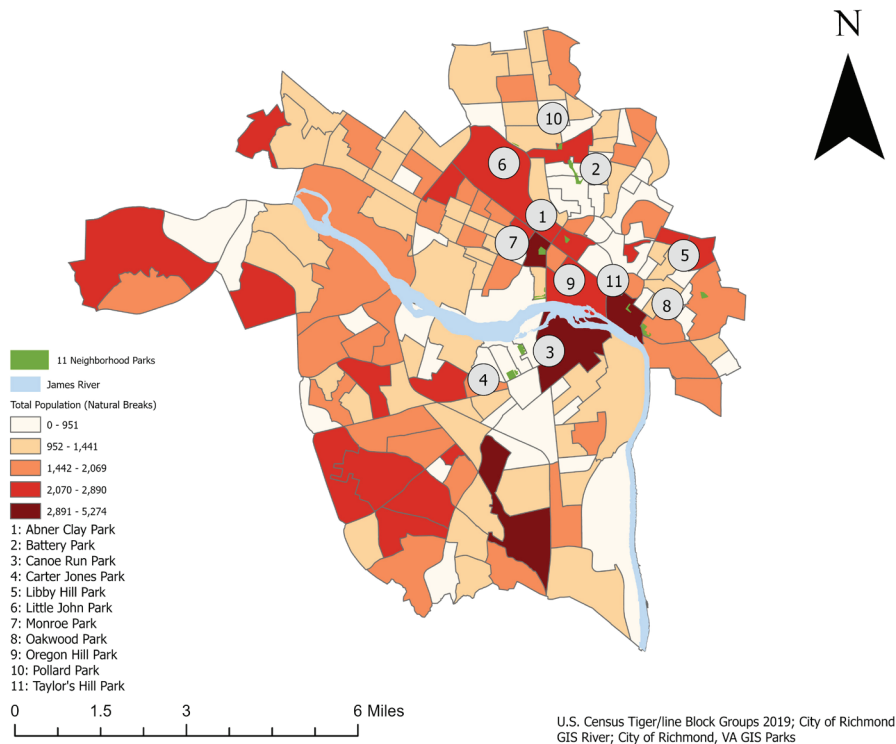 N
10
6
2
1
7
5
9
11
8
3
4
11 Neighborhood Parks
James River
Total Population (Natural Breaks)
0 - 951
952 - 1,441
1,442 - 2,069
2,070 - 2,890
2,891 - 5,274
1: Abner Clay Park
2: Battery Park
3: Canoe Run Park
4: Carter Jones Park
5: Libby Hill Park
6: Little John Park
7: Monroe Park
8: Oakwood Park
9: Oregon Hill Park
10: Pollard Park
11: Taylor's Hill Park
0 1.5 3 6 Miles
U.S. Census Tiger/line Block Groups 2019; City of Richmond
GIS River; City of Richmond, VA GIS Parks